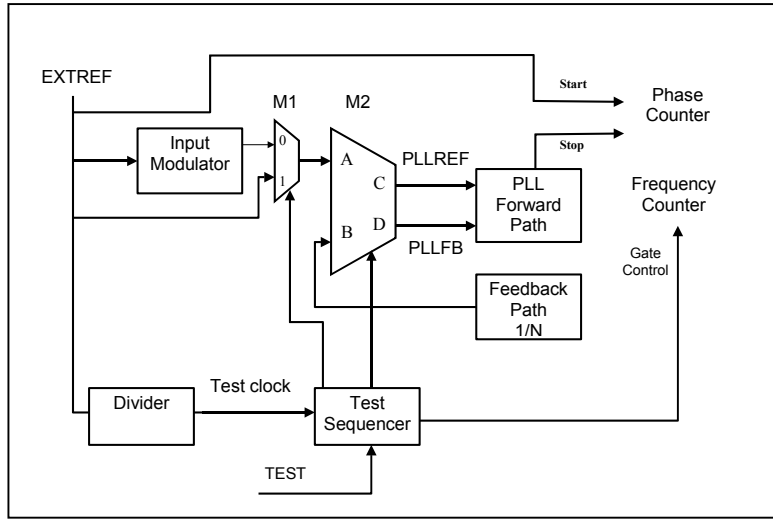 EXTREF
M1
M2
Start
Phase
Counter
Input
Modulator
0
1
A
B
C
D
PLLREF
PLLFB
Stop
PLL
Forward
Path
Frequency
Counter
Gate
Control
Feedback
Path
1/N
Divider
Test clock
Test
Sequencer
TEST